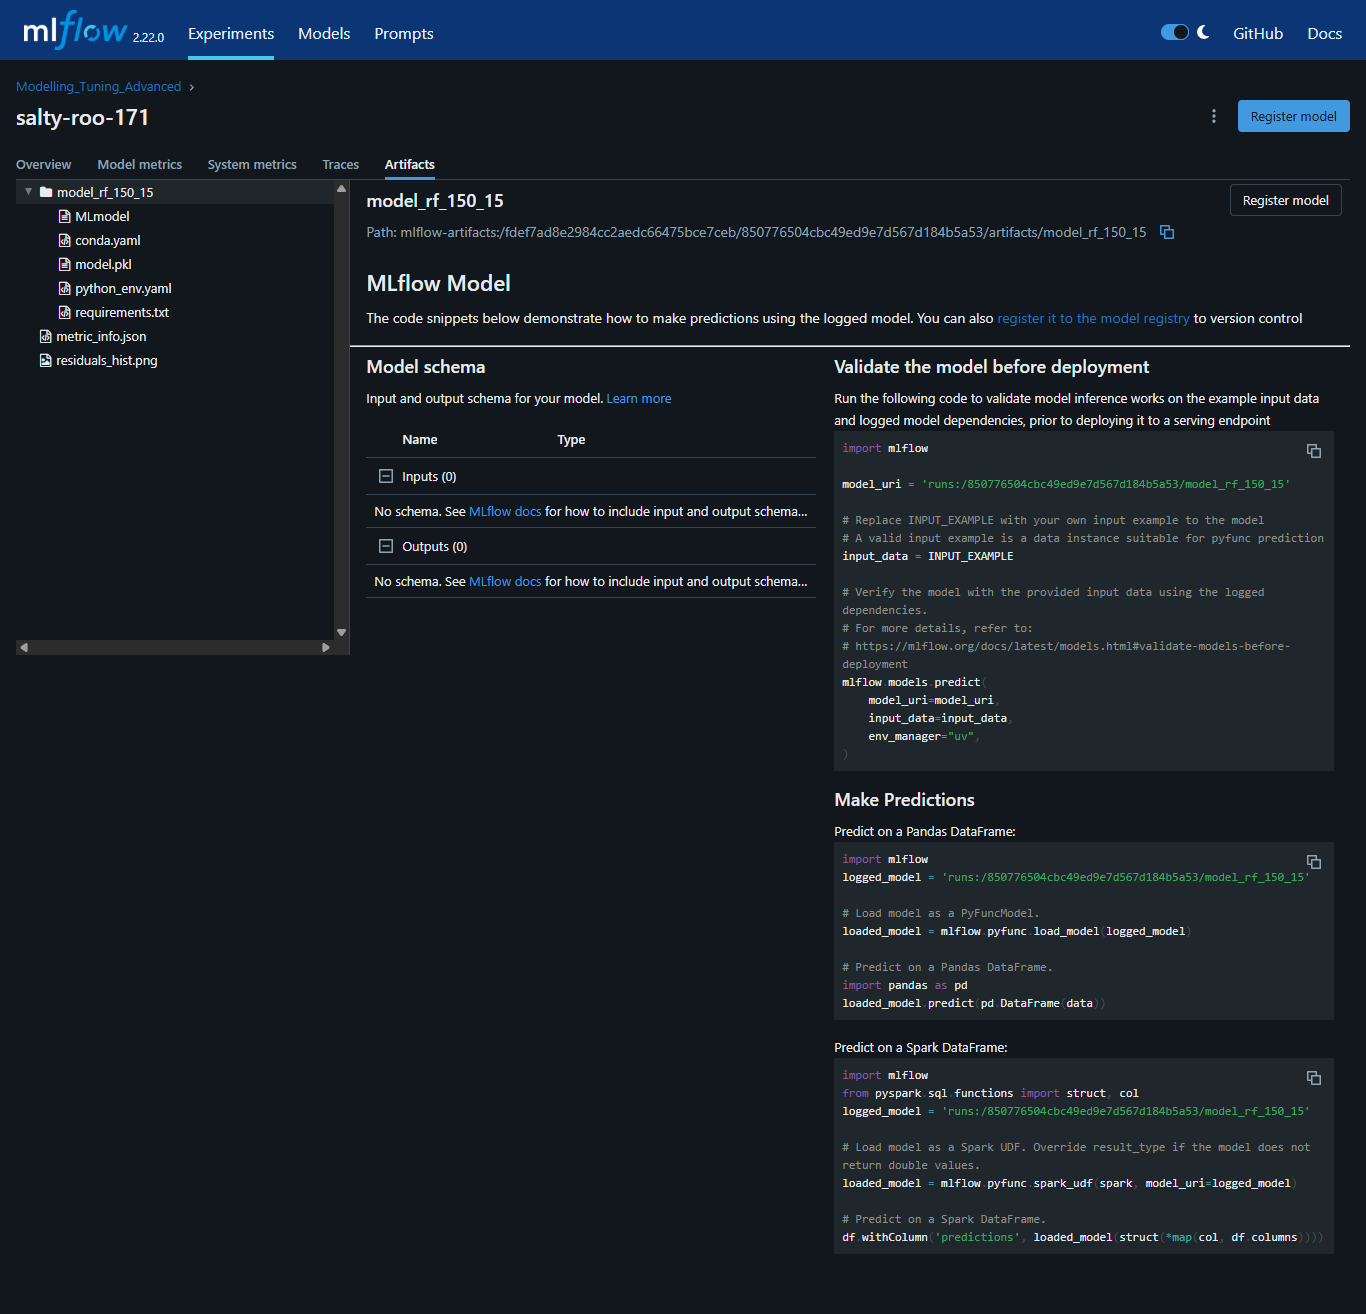 mlflow 2.22.0 Experiments Models Prompts GitHub Docs
Modelling_Tuning_Advanced
salty-roo-171
Register model
Overview Model metrics System metrics Traces Artifacts
model_rf_150_15
MLmodel
conda.yaml
model.pkl
python_env.yaml
requirements.txt
metric_info.json
residuals_hist.png
model_rf_150_15
Register model
Path: mlflow-artifacts:/fdef7ad8e2984cc2aedc66475bce7ceb/850776504cbc49ed9e7d567d184b5a53/artifacts/model_rf_150_15
MLflow Model
The code snippets below demonstrate how to make predictions using the logged model. You can also register it to the model registry to version control
Model schema
Input and output schema for your model. Learn more
Name Type
Inputs (0)
No schema. See MLflow docs for how to include input and output schema...
Outputs (0)
No schema. See MLflow docs for how to include input and output schema...
Validate the model before deployment
Run the following code to validate model inference works on the example input data
and logged model dependencies, prior to deploying it to a serving endpoint
import mlflow
model_uri = 'runs:/850776504cbc49ed9e7d567d184b5a53/model_rf_150_15'
# Replace INPUT_EXAMPLE with your own input example to the model
# A valid input example is a data instance suitable for pyfunc prediction
input_data = INPUT_EXAMPLE
# Verify the model with the provided input data using the logged
dependencies.
# For more details, refer to:
# https://mlflow.org/docs/latest/models.html#validate-models-before-
deployment
mlflow.models.predict(
model_uri=model_uri,
input_data=input_data,
env_manager="uv",
)
Make Predictions
Predict on a Pandas DataFrame:
import mlflow
logged_model = 'runs:/850776504cbc49ed9e7d567d184b5a53/model_rf_150_15'
# Load model as a PyFuncModel.
loaded_model = mlflow.pyfunc.load_model(logged_model)
# Predict on a Pandas DataFrame.
import pandas as pd
loaded_model.predict(pd.DataFrame(data))
Predict on a Spark DataFrame:
import mlflow
from pyspark.sql.functions import struct, col
logged_model = 'runs:/850776504cbc49ed9e7d567d184b5a53/model_rf_150_15'
# Load model as a Spark UDF. Override result_type if the model does not
return double values.
loaded_model = mlflow.pyfunc.spark_udf(spark, model_uri=logged_model)
# Predict on a Spark DataFrame.
df.withColumn('predictions', loaded_model(struct(*map(col, df.columns))))